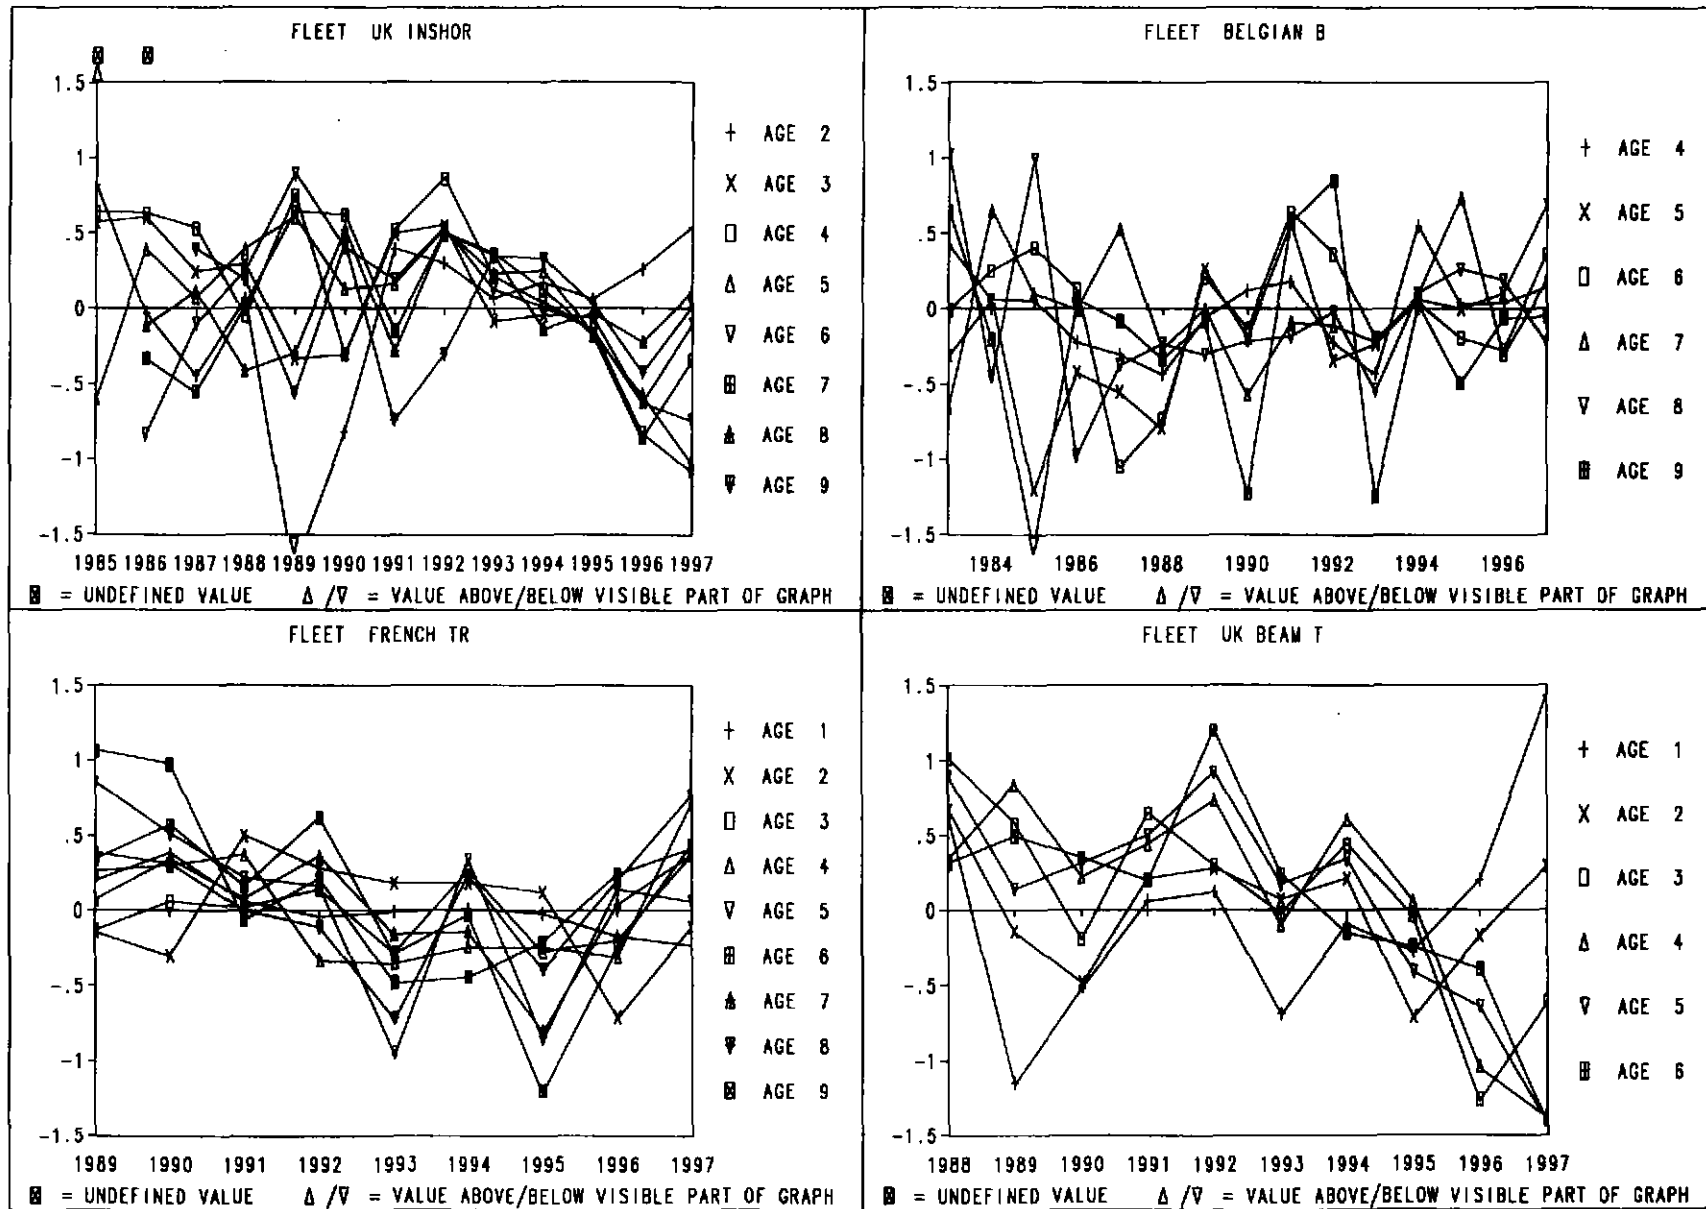 FLEET UK INSHOR
1.5
1
.5
0
-.5
-1
-1.5
1985 1986 1987 1988 1989 1990 1991 1992 1993 1994 1995 1996 1997
AGE 2
AGE 3
AGE 4
AGE 5
AGE 6
AGE 7
AGE 8
AGE 9
= UNDEFINED VALUE Δ/∇ = VALUE ABOVE/BELOW VISIBLE PART OF GRAPH
FLEET BELGIAN B
1.5
1
.5
0
-.5
-1
-1.5
1984 1986 1988 1990 1992 1994 1996
AGE 4
AGE 5
AGE 6
AGE 7
AGE 8
AGE 9
= UNDEFINED VALUE Δ/∇ = VALUE ABOVE/BELOW VISIBLE PART OF GRAPH
FLEET FRENCH TR
1.5
1
.5
0
-.5
-1
-1.5
1989 1990 1991 1992 1993 1994 1995 1996 1997
AGE 1
AGE 2
AGE 3
AGE 4
AGE 5
AGE 6
AGE 7
AGE 8
AGE 9
= UNDEFINED VALUE Δ/∇ = VALUE ABOVE/BELOW VISIBLE PART OF GRAPH
FLEET UK BEAM T
1.5
1
.5
0
-.5
-1
-1.5
1988 1989 1990 1991 1992 1993 1994 1995 1996 1997
AGE 1
AGE 2
AGE 3
AGE 4
AGE 5
AGE 6
= UNDEFINED VALUE Δ/∇ = VALUE ABOVE/BELOW VISIBLE PART OF GRAPH